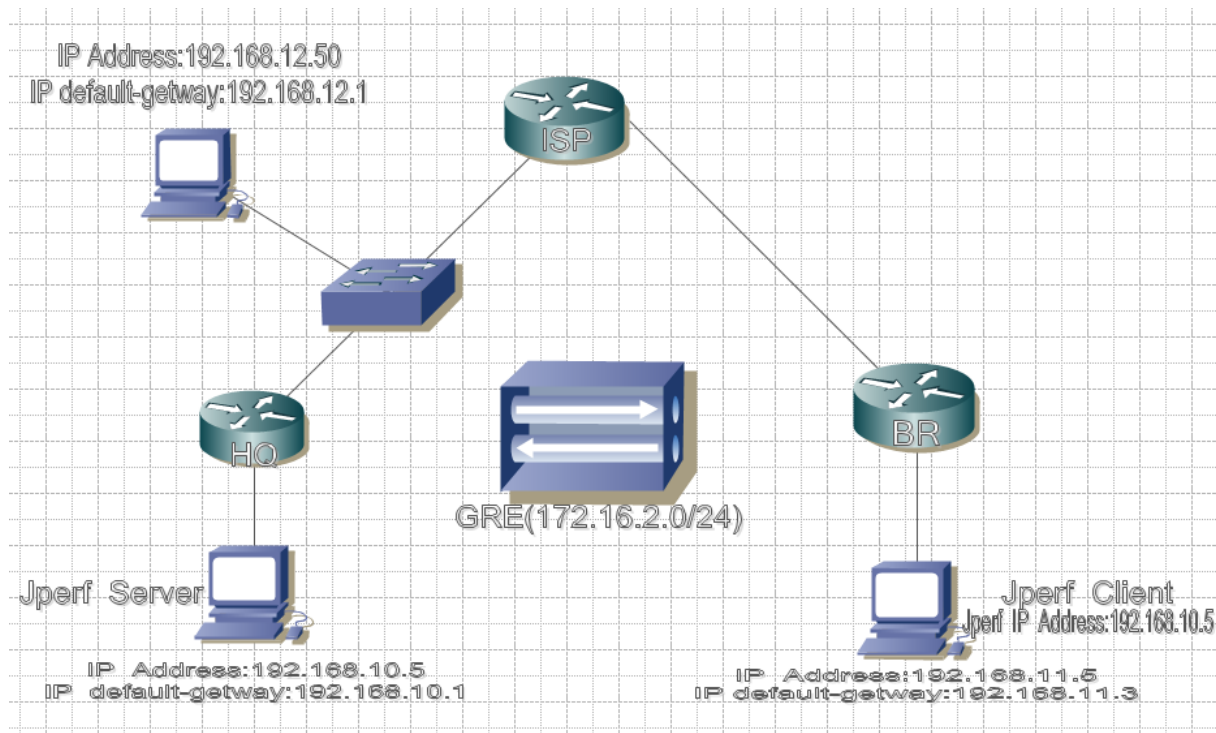 IP Address:192.168.12.50
IP default-getway:192.168.12.1
ISP
HQ
BR
GRE(172.16.2.0/24)
Jperf Server
IP Address:192.168.10.5
IP default-getway:192.168.10.1
Jperf Client
Jperf IP Address:192.168.10.5
IP Address:192.168.11.5
IP default-getway:192.168.11.3